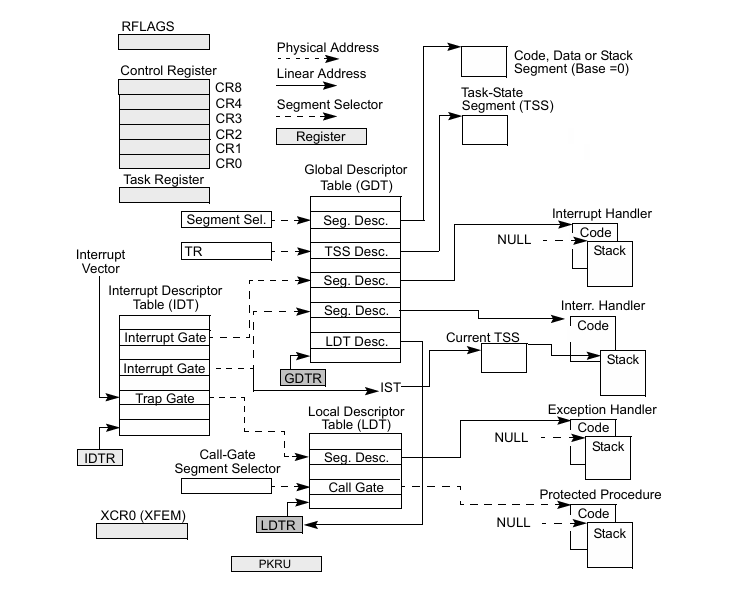 RFLAGS
Physical Address
Linear Address
Segment Selector
Register
Control Register
CR8
CR4
CR3
CR2
CR1
CR0
Task Register
Code, Data or Stack
Segment (Base =0)
Task-State
Segment (TSS)
Global Descriptor
Table (GDT)
Segment Sel.
Seg. Desc.
TR
TSS Desc.
Seg. Desc.
Seg. Desc.
LDT Desc.
GDTR
Interrupt Handler
NULL
Code
Stack
Interrupt
Vector
Interrupt Descriptor
Table (IDT)
Interrupt Gate
Interrupt Gate
Trap Gate
IDTR
Interr. Handler
Code
Stack
Current TSS
IST
Local Descriptor
Table (LDT)
Seg. Desc.
Call Gate
LDTR
Call-Gate
Segment Selector
Exception Handler
NULL
Code
Stack
Protected Procedure
NULL
Code
Stack
XCR0 (XFEM)
PKRU